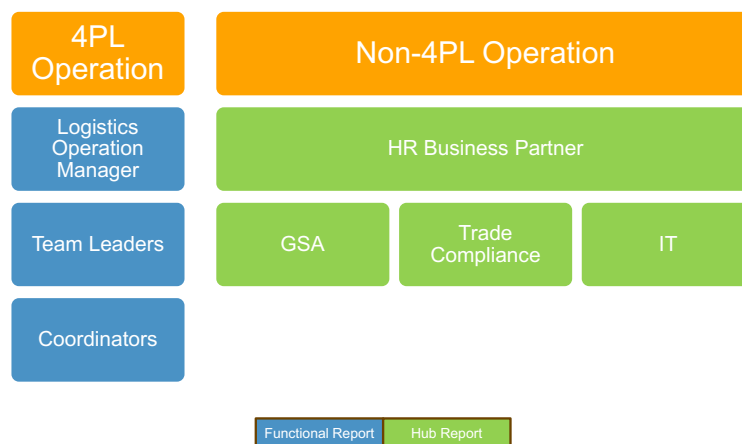 4PL
Operation
Non-4PL Operation
Logistics
Operation
Manager
HR Business Partner
Team Leaders
GSA
Trade
Compliance
IT
Coordinators
Functional Report
Hub Report